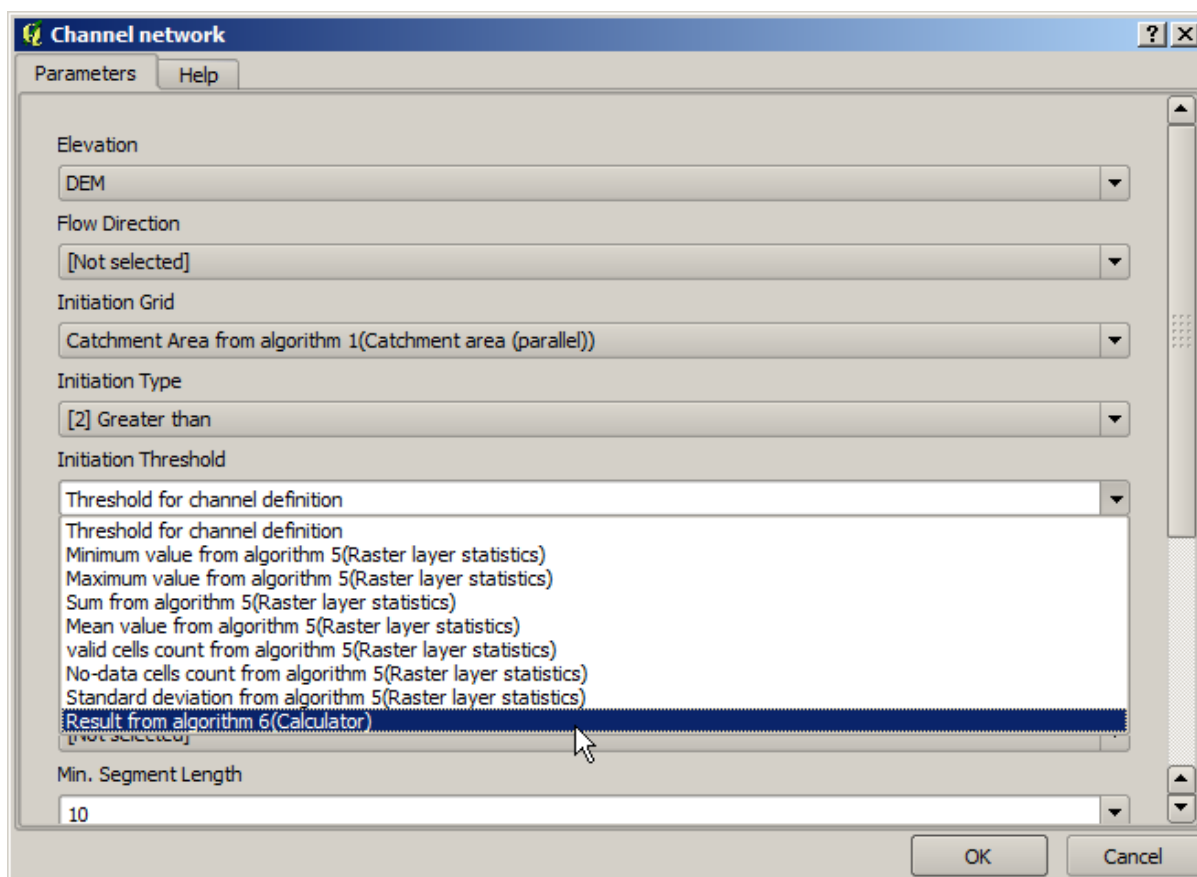 Channel network
Parameters Help
Elevation
DEM
Flow Direction
[Not selected]
Initiation Grid
Catchment Area from algorithm 1(Catchment area (parallel))
Initiation Type
[2] Greater than
Initiation Threshold
Threshold for channel definition
Threshold for channel definition
Minimum value from algorithm 5(Raster layer statistics)
Maximum value from algorithm 5(Raster layer statistics)
Sum from algorithm 5(Raster layer statistics)
Mean value from algorithm 5(Raster layer statistics)
valid cells count from algorithm 5(Raster layer statistics)
No-data cells count from algorithm 5(Raster layer statistics)
Standard deviation from algorithm 5(Raster layer statistics)
Result from algorithm 6(Calculator)
[Not selected]
Min. Segment Length
10
OK Cancel